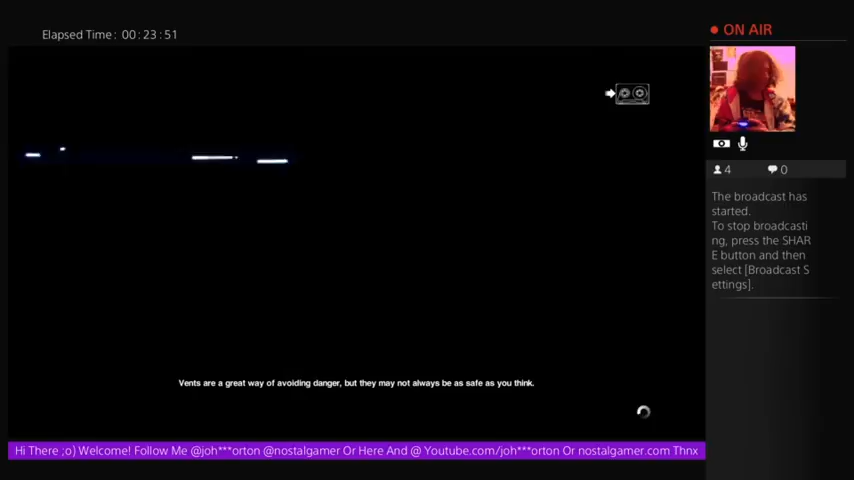 Elapsed Time: 00:23:51
ON AIR
4
0
The broadcast has
started.
To stop broadcasti
ng, press the SHAR
E button and then
select [Broadcast S
ettings].
Vents are a great way of avoiding danger, but they may not always be as safe as you think.
Hi There ;o) Welcome! Follow Me @joh***orton @nostalgamer Or Here And @ Youtube.com/joh***orton Or nostalgamer.com Thnx